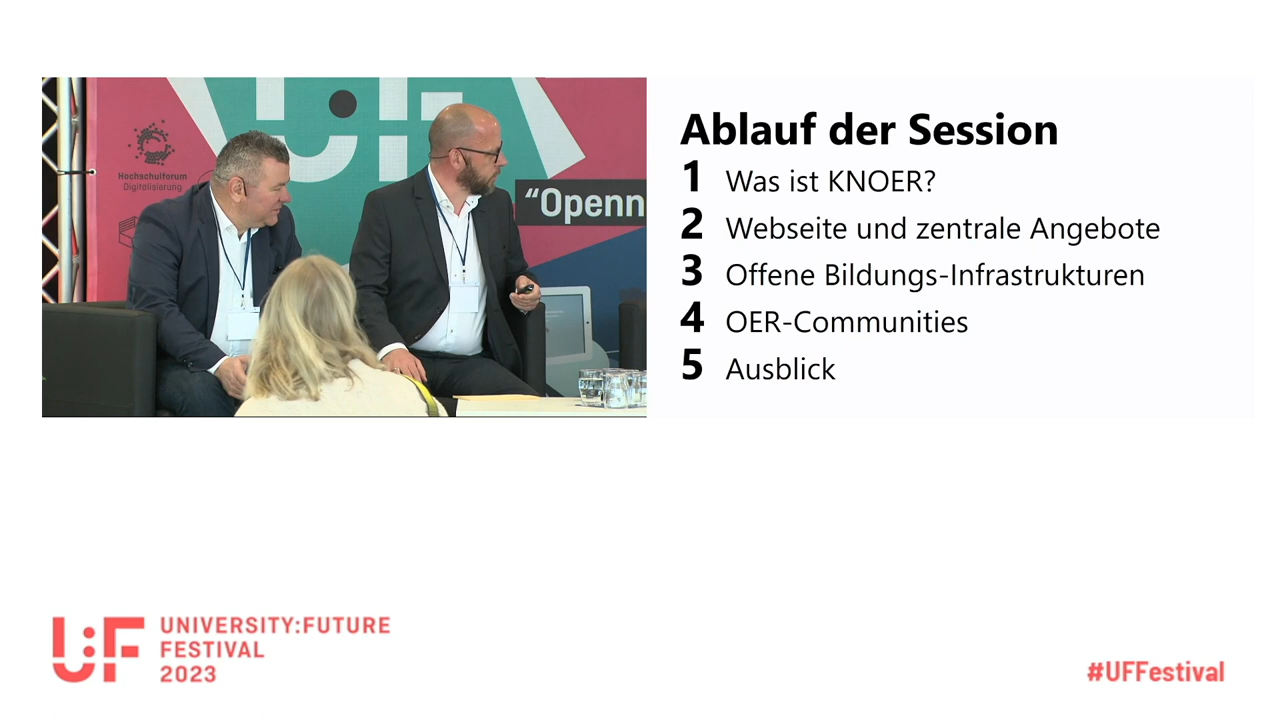 UF
Hochschulforum
Digitalisierung
“Openn
Ablauf der Session
1 Was ist KNOER?
2 Webseite und zentrale Angebote
3 Offene Bildungs-Infrastrukturen
4 OER-Communities
5 Ausblick
U:F UNIVERSITY:FUTURE
FESTIVAL
2023
#UFFestival